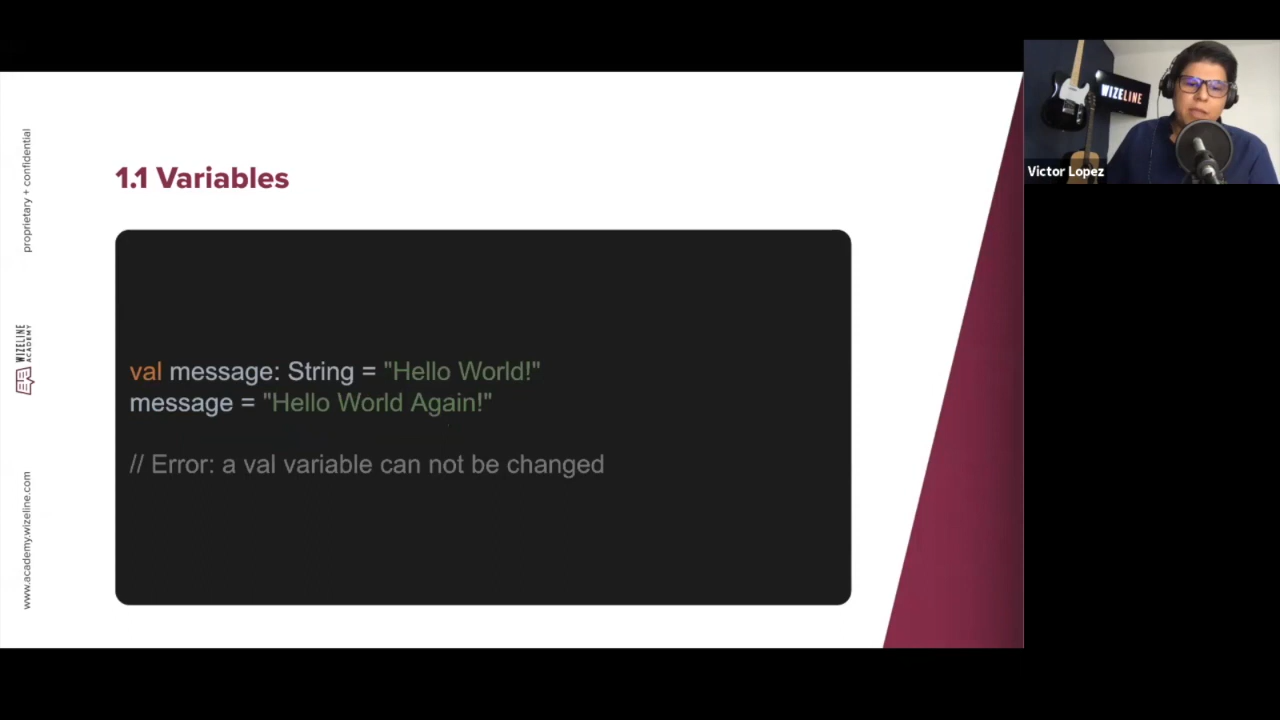 1.1 Variables
val message: String = "Hello World!"
message = "Hello World Again!"
// Error: a val variable can not be changed
proprietary + confidential
WIZELINE
ACADEMY
www.academy.wizeline.com
WIZELINE
Victor Lopez